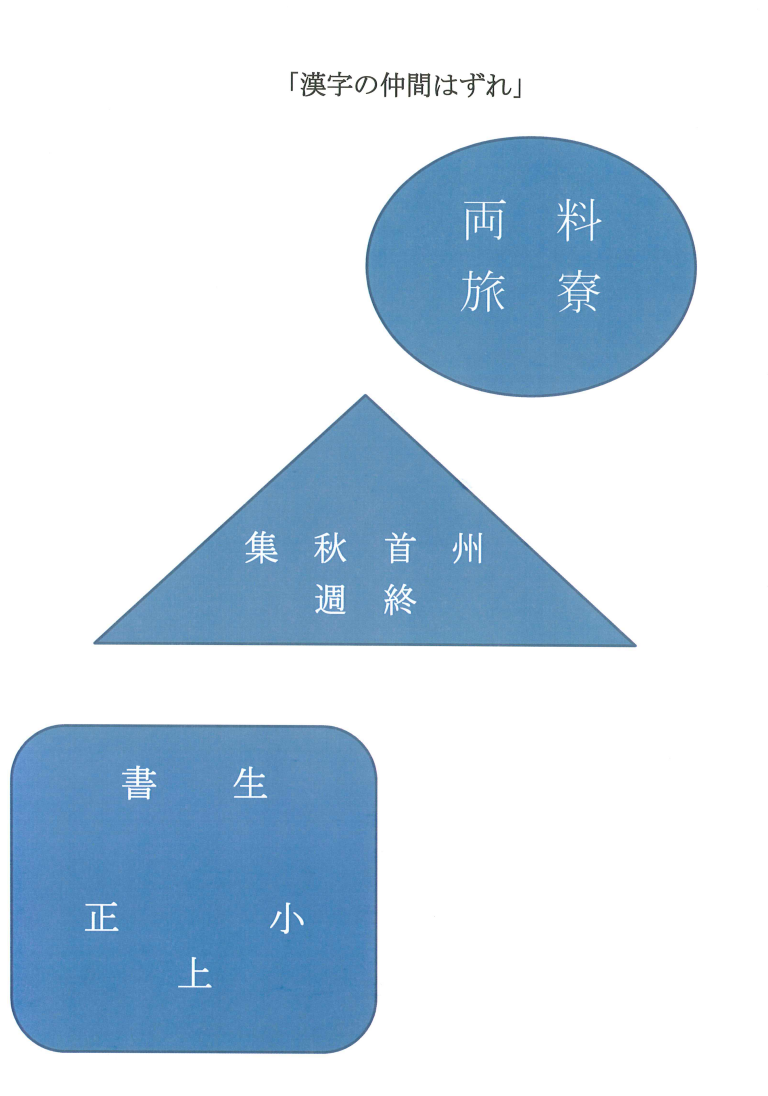 「漢字の仲間はずれ」
両 料
旅 寮
集 秋 首 州
週 終
書 生
正 小
上